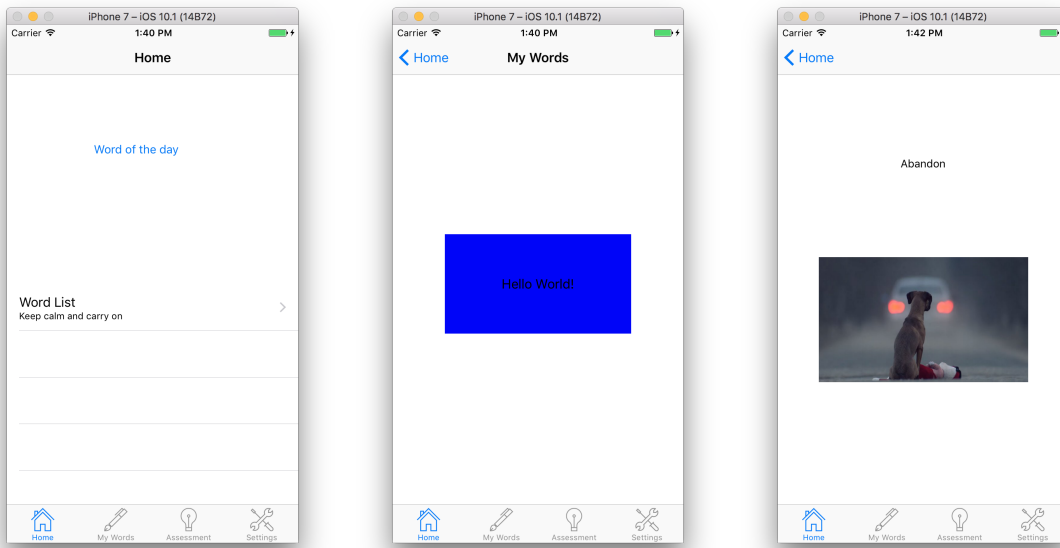 iPhone 7 – iOS 10.1 (14B72)
Carrier 1:40 PM
Home
Word of the day
Word List
Keep calm and carry on
Home My Words Assessment Settings
iPhone 7 – iOS 10.1 (14B72)
Carrier 1:40 PM
Home My Words
Hello World!
Home My Words Assessment Settings
iPhone 7 – iOS 10.1 (14B72)
Carrier 1:42 PM
Home
Abandon
Home My Words Assessment Settings